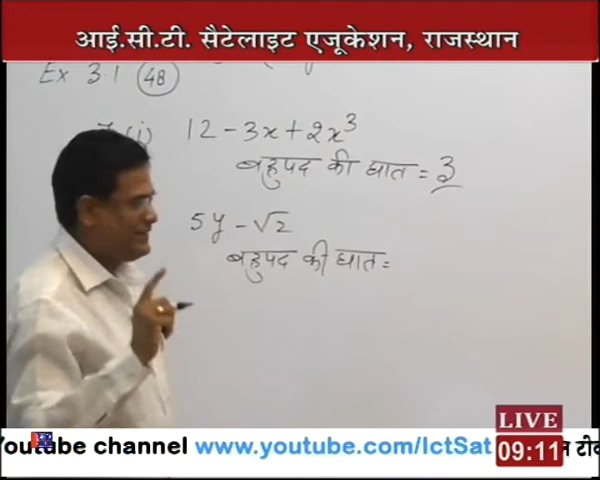 आई.सी.टी. सैटेलाइट एजूकेशन, राजस्थान
Ex 3.1 (48)
(i) 12 - 3x + 2x³
बहुपद की घात = 3
5y - √2
बहुपद की घात =
LIVE
Youtube channel www.youtube.com/IctSat
09:11